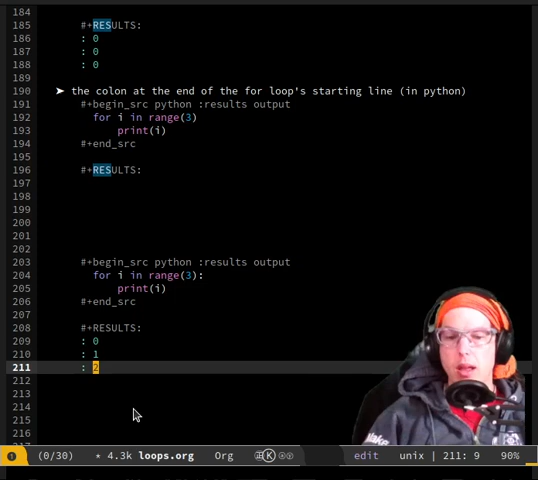 184
185 #+RESULTS:
186 : 0
187 : 0
188 : 0
189
190 ➤ the colon at the end of the for loop's starting line (in python)
191 #+begin_src python :results output
192 for i in range(3)
193 print(i)
194 #+end_src
195
196 #+RESULTS:
197
198
199
200
201
202
203 #+begin_src python :results output
204 for i in range(3):
205 print(i)
206 #+end_src
207
208 #+RESULTS:
209 : 0
210 : 1
211 : 2
212
213
214
215
216
(0/30) * 4.3k loops.org Org K edit unix | 211: 9 90%